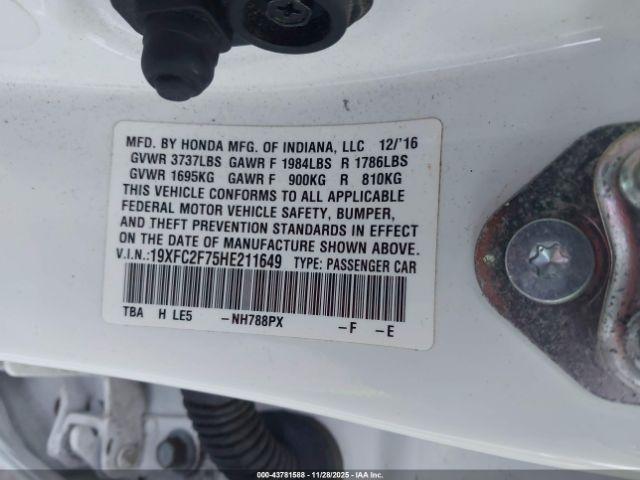 MFD. BY HONDA MFG. OF INDIANA, LLC 12/'16
GVWR 3737LBS GAWR F 1984LBS R 1786LBS
GVWR 1695KG GAWR F 900KG R 810KG
THIS VEHICLE CONFORMS TO ALL APPLICABLE
FEDERAL MOTOR VEHICLE SAFETY, BUMPER,
AND THEFT PREVENTION STANDARDS IN EFFECT
ON THE DATE OF MANUFACTURE SHOWN ABOVE.
V.I.N.:19XFC2F75HE211649 TYPE: PASSENGER CAR
TBA H LE5 -NH788PX -F -E
000-43781588 - 11/28/2025 - IAA Inc.